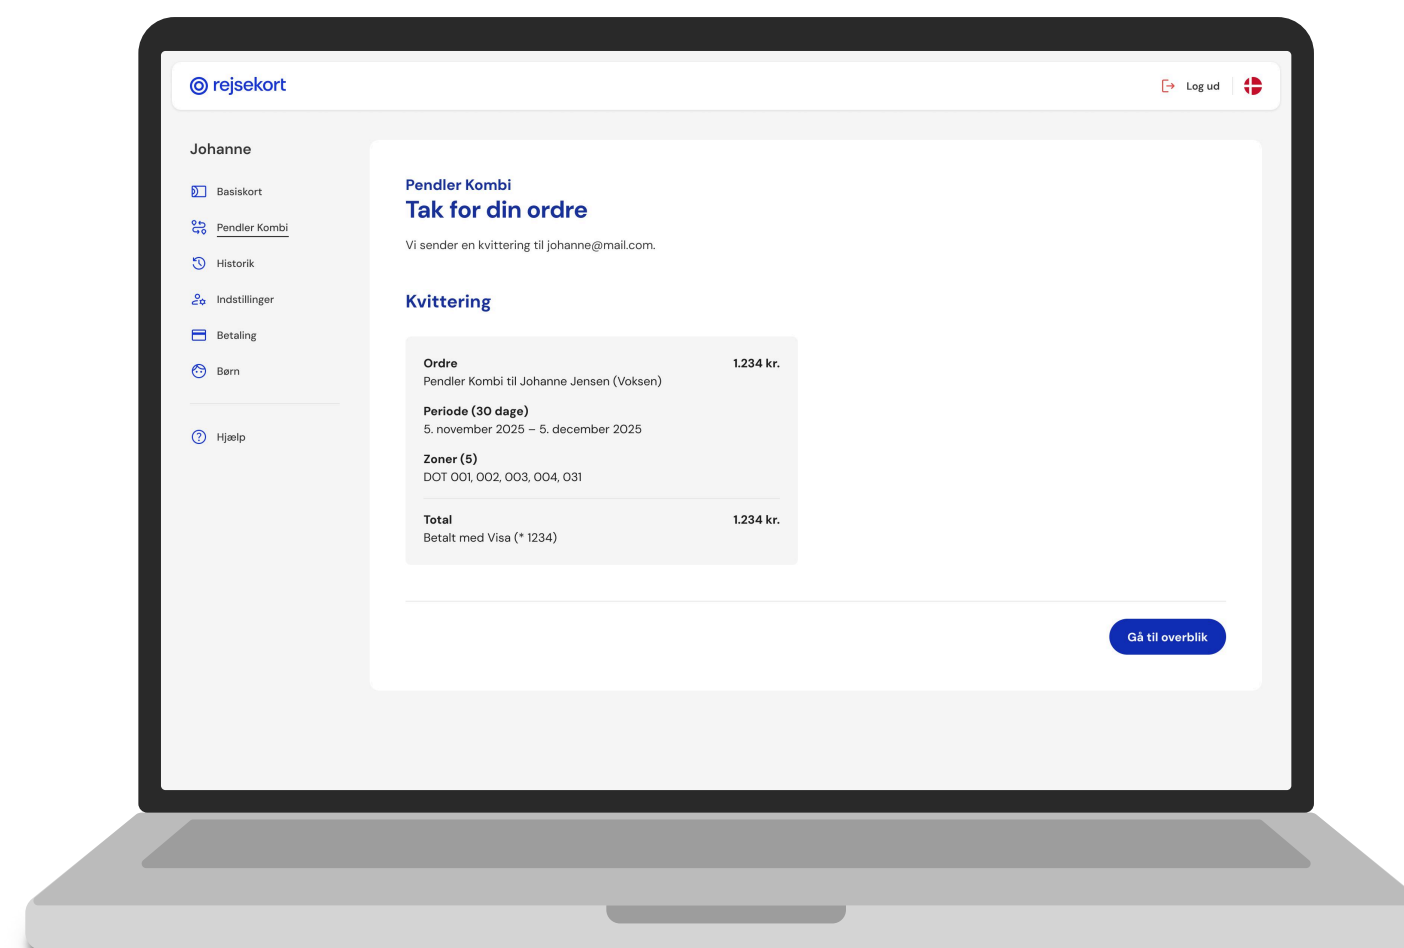 rejsekort
Log ud
Johanne
Basiskort
Pendler Kombi
Historik
Indstillinger
Betaling
Børn
Hjælp
Pendler Kombi
Tak for din ordre
Vi sender en kvittering til johanne@mail.com.
Kvittering
Ordre 1.234 kr.
Pendler Kombi til Johanne Jensen (Voksen)
Periode (30 dage)
5. november 2025 – 5. december 2025
Zoner (5)
DOT 001, 002, 003, 004, 031
Total 1.234 kr.
Betalt med Visa (* 1234)
Gå til overblik